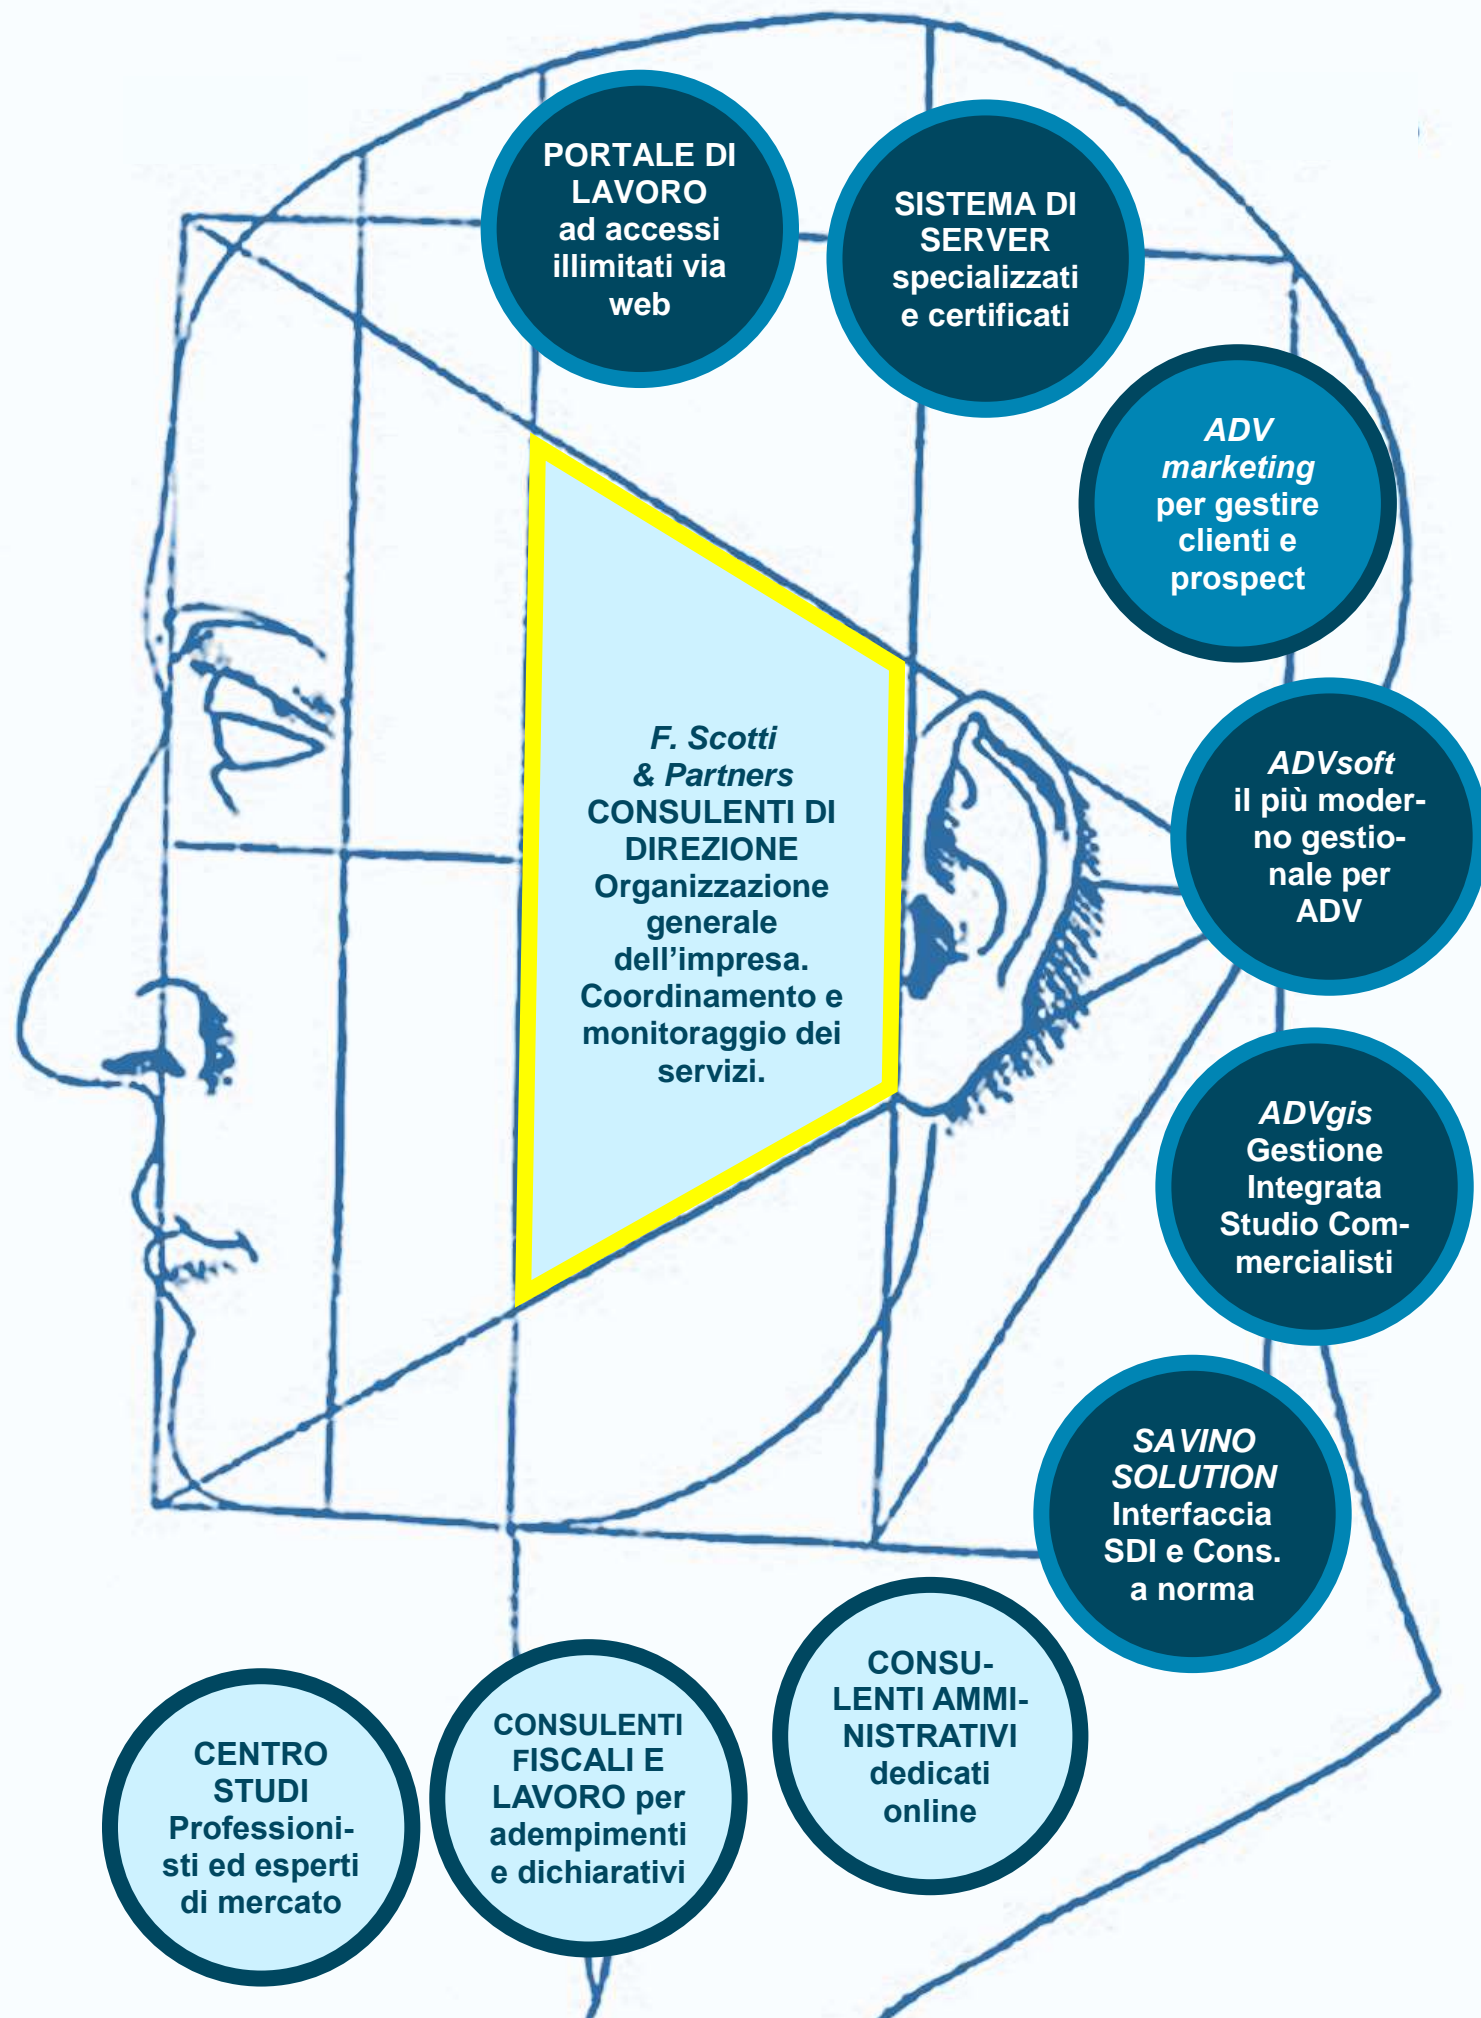 PORTALE DI
LAVORO
ad accessi
illimitati via
web
SISTEMA DI
SERVER
specializzati
e certificati
ADV
marketing
per gestire
clienti e
prospect
F. Scotti
& Partners
CONSULENTI DI
DIREZIONE
Organizzazione
generale
dell’impresa.
Coordinamento e
monitoraggio dei
servizi.
ADVsoft
il più moder-
no gestio-
nale per
ADV
ADVgis
Gestione
Integrata
Studio Com-
mercialisti
SAVINO
SOLUTION
Interfaccia
SDI e Cons.
a norma
CONSU-
LENTI AMMI-
NISTRATIVI
dedicati
online
CONSULENTI
FISCALI E
LAVORO per
adempimenti
e dichiarativi
CENTRO
STUDI
Professioni-
sti ed esperti
di mercato